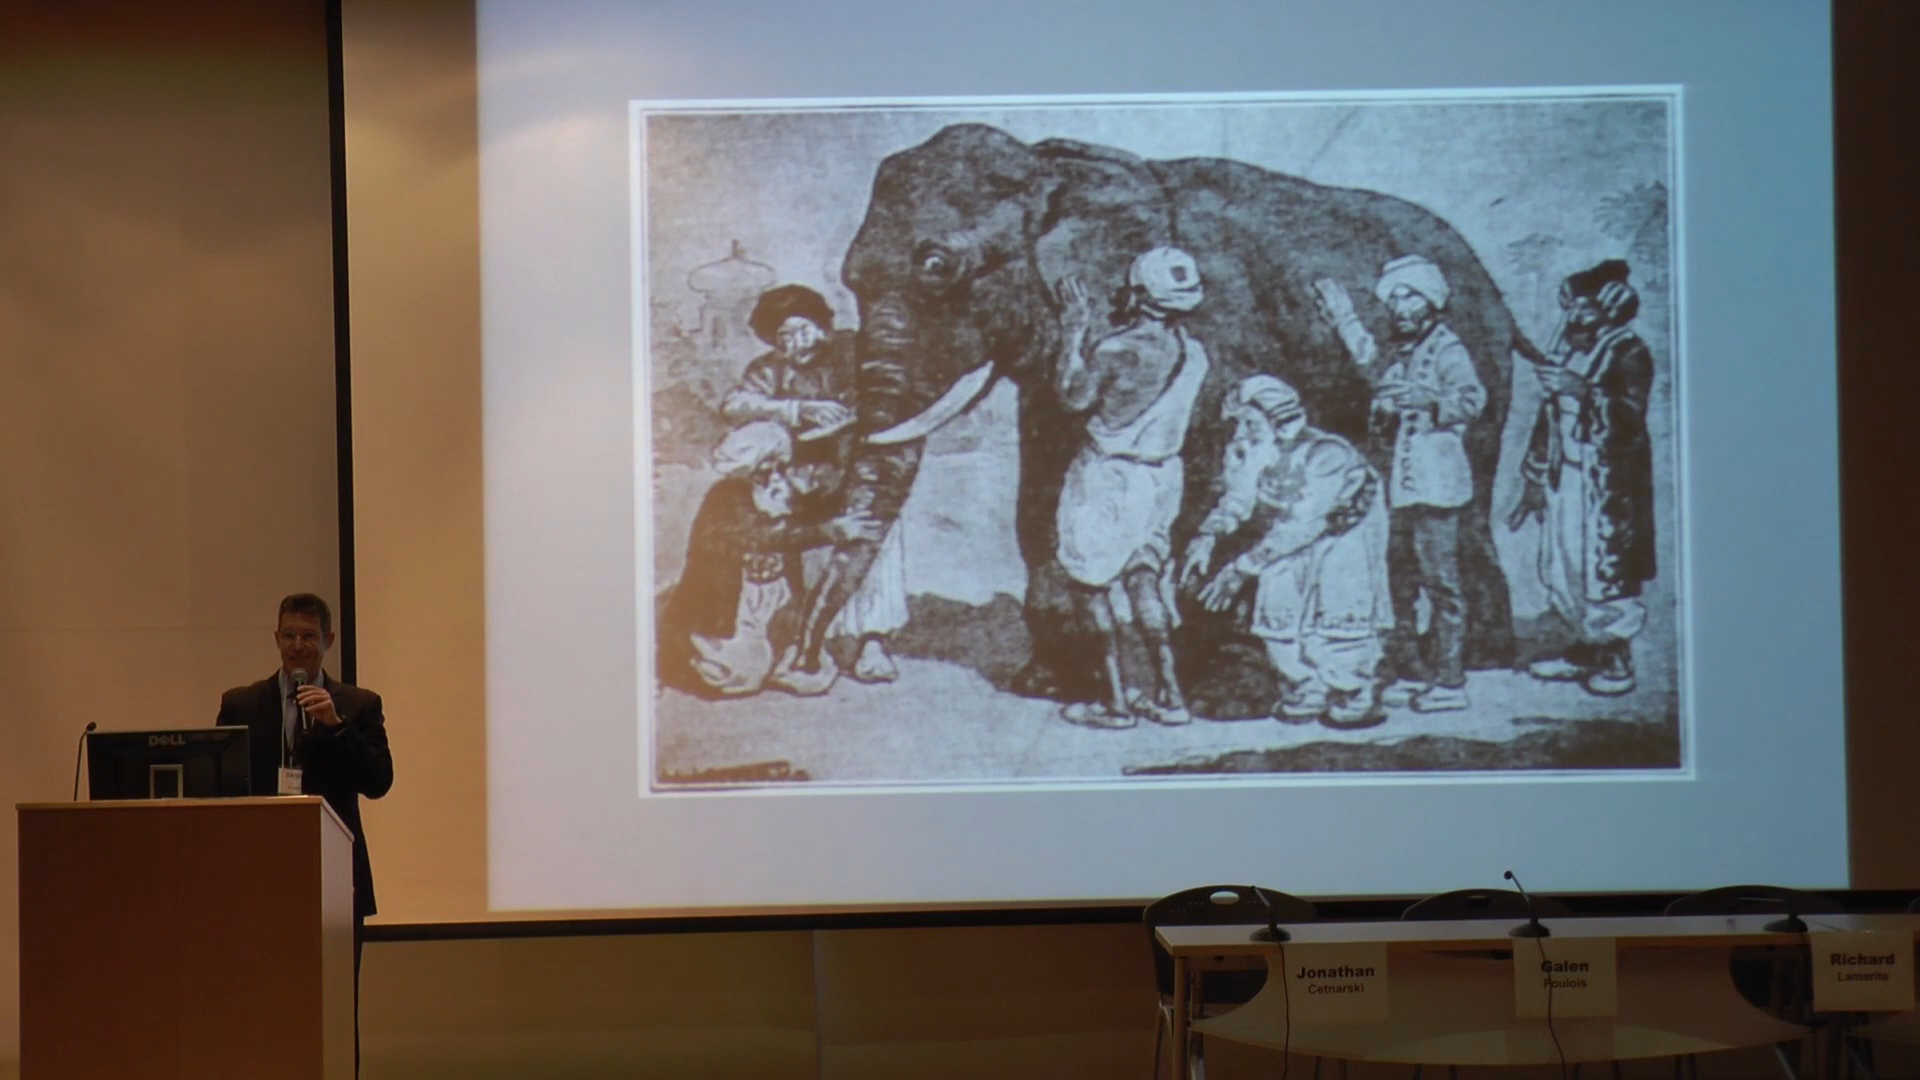 DELL
Jonathan
Cetnarski
Galen
Poulois
Richard
Lamarita